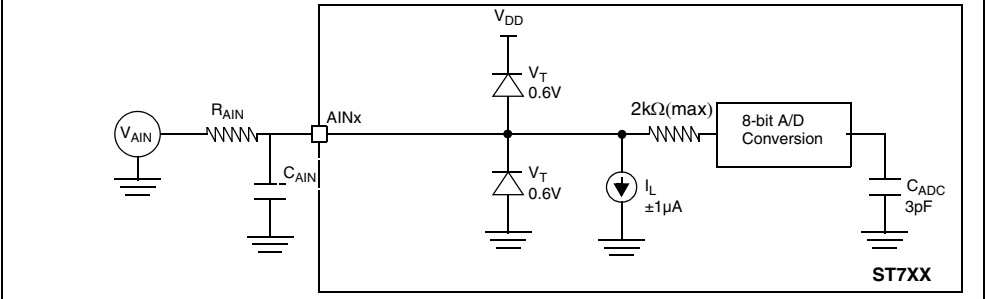 V_DD
V_T
0.6V
R_AIN
AINx
2kΩ(max)
8-bit A/D
Conversion
V_AIN
C_AIN
V_T
0.6V
I_L
±1μA
C_ADC
3pF
ST7XX